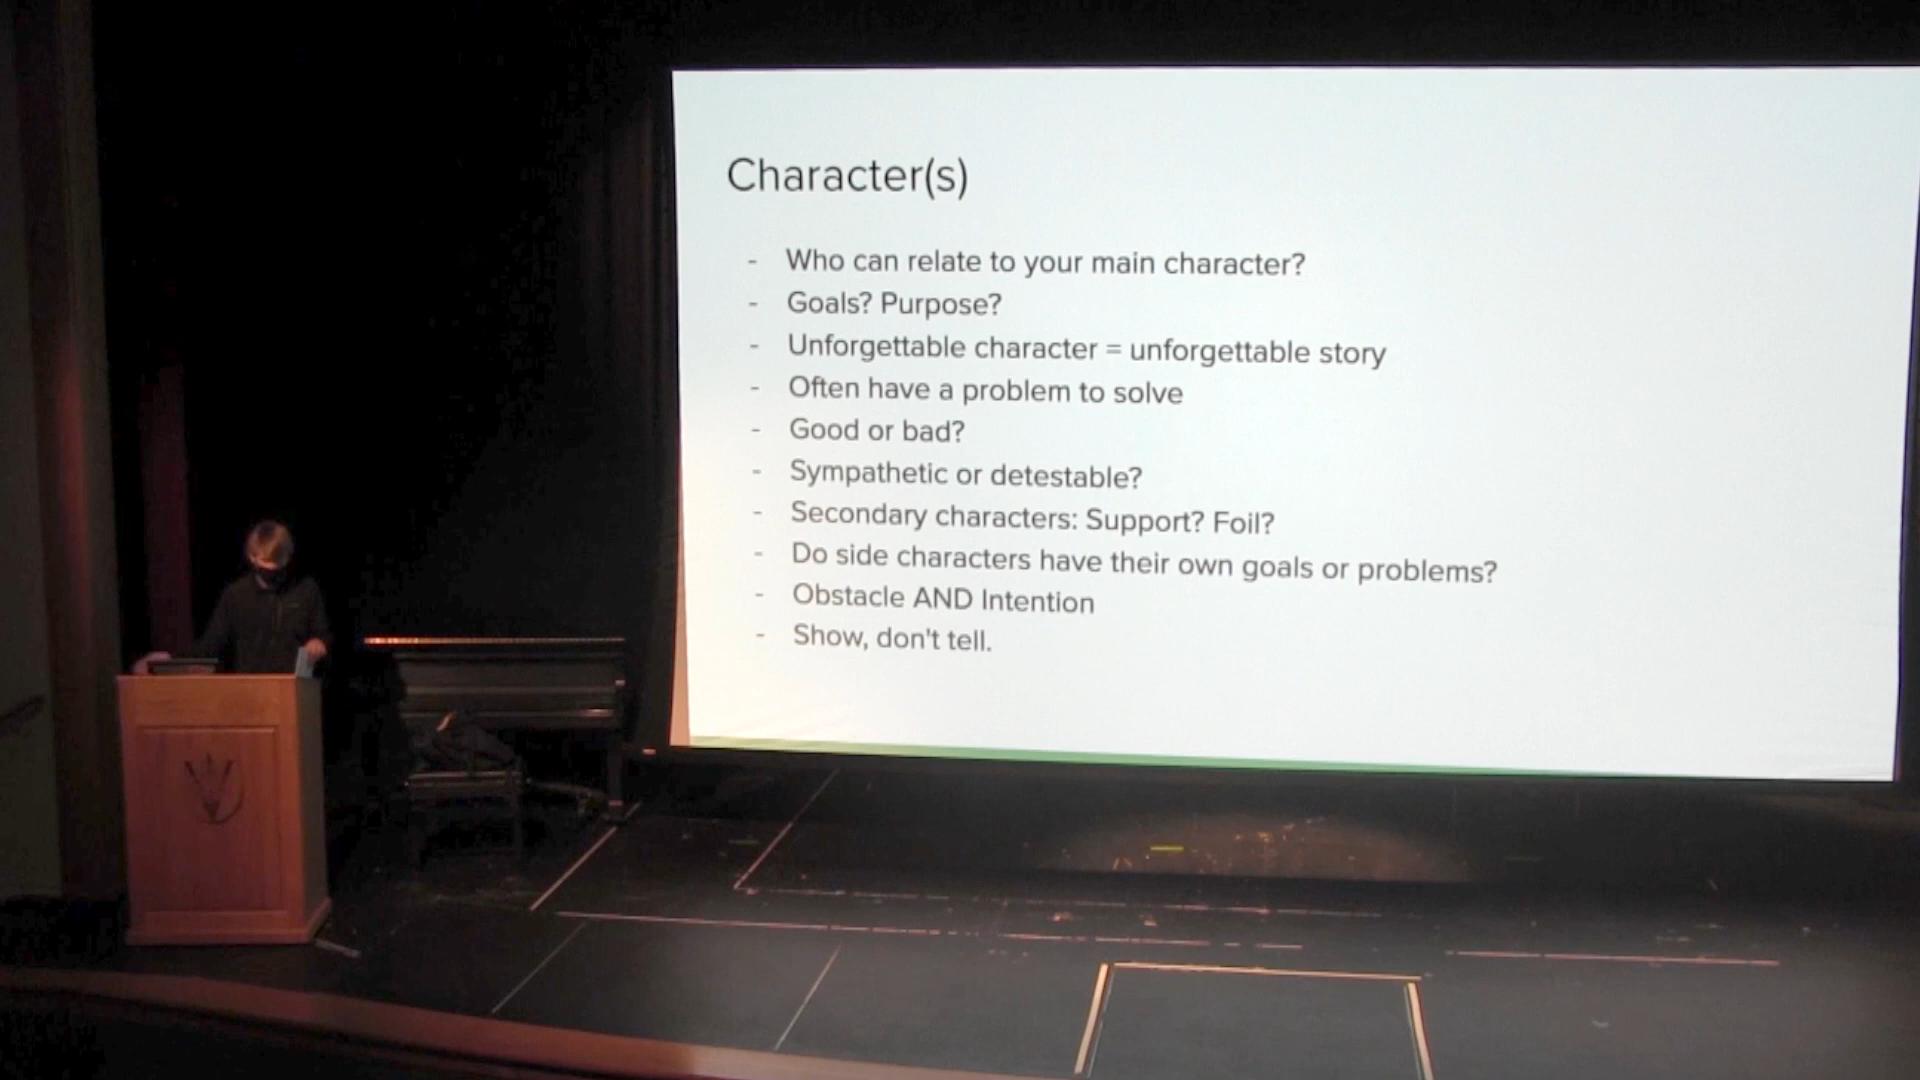 Character(s)
- Who can relate to your main character?
- Goals? Purpose?
- Unforgettable character = unforgettable story
- Often have a problem to solve
- Good or bad?
- Sympathetic or detestable?
- Secondary characters: Support? Foil?
- Do side characters have their own goals or problems?
- Obstacle AND Intention
- Show, don't tell.